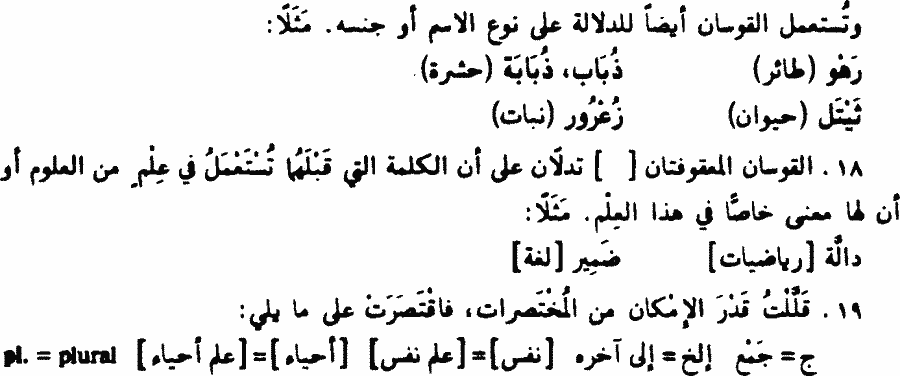 وتُستعمل القوسان أيضاً للدلالة على نوع الاسم أو جنسه. مَثَلًا:
رَهْو (طائر) ذُبَاب، ذُبَابَة (حشرة)
ثَيْتَل (حيوان) زُعْرُور (نبات)
١٨. القوسان المعقوفتان [ ] تدلّان على أن الكلمة التي قَبْلَهُمَا تُسْتَعْمَلُ في عِلْمٍ من العلوم أو
أن لها معنى خاصًّا في هذا العِلْم. مَثَلًا:
دالَّة [رياضيات] ضَمِير [لغة]
١٩. قَلَّلْتُ قَدْرَ الإمْكان من المُخْتَصرات، فاقْتَصَرَتْ على ما يلي:
ج = جَمْع إلخ = إلى آخره [نفس]=[علم نفس] [أحياء]=[علم أحياء] pl. = plural